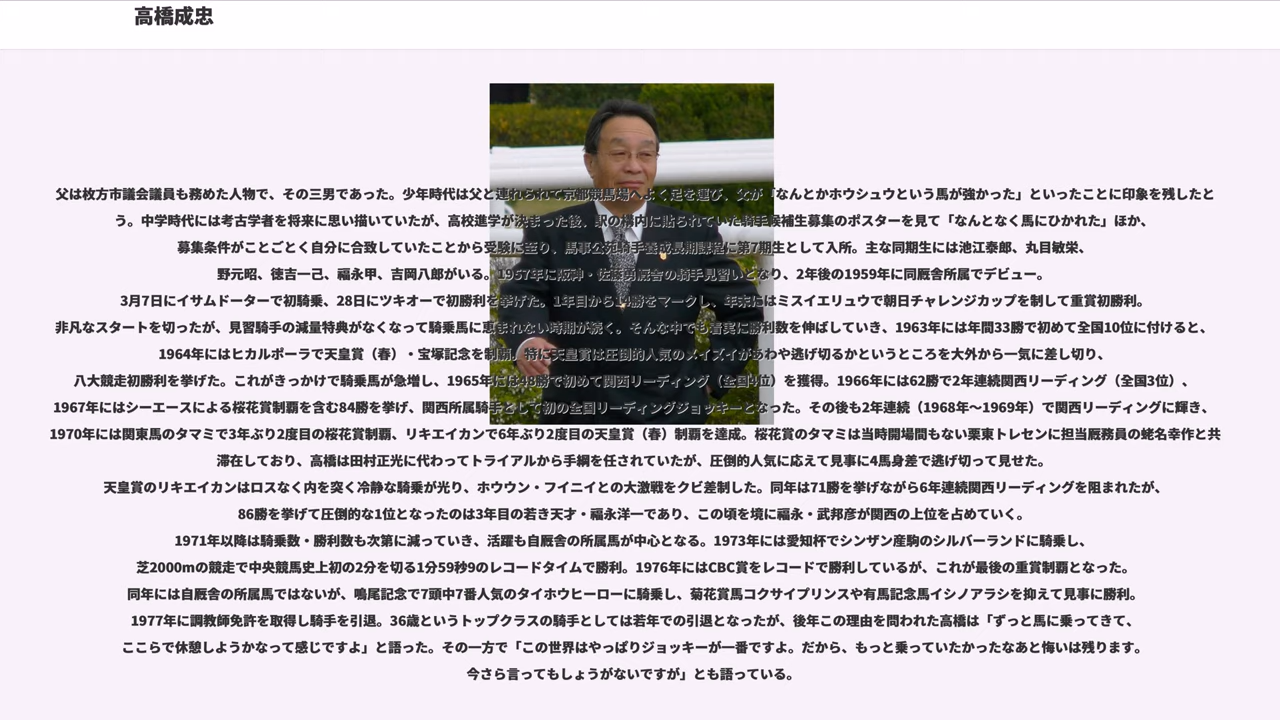 高橋成忠
父は枚方市議会議員も務めた人物で、その三男であった。少年時代は父と連れられて京都競馬場へよく足を運び、父が「なんとかホウシュウという馬が強かった」といったことに印象を残したと
う。中学時代には考古学者を将来に思い描いていたが、高校進学が決まった後、駅の構内に貼られていた騎手候補生募集のポスターを見て「なんとなく馬にひかれた」ほか、
募集条件がことごとく自分に合致していたことから受験に至り、馬事公苑騎手養成長期課程に第7期生として入所。主な同期生には池江泰郎、丸目敏栄、
野元昭、徳吉一己、福永甲、吉岡八郎がいる。1957年に阪神・佐藤勇厩舎の騎手見習いとなり、2年後の1959年に同厩舎所属でデビュー。
3月7日にイサムドーターで初騎乗、28日にツキオーで初勝利を挙げた。1年目から14勝をマークし、年末にはミスイエリュウで朝日チャレンジカップを制して重賞初勝利。
非凡なスタートを切ったが、見習騎手の減量特典がなくなって騎乗馬に恵まれない時期が続く。そんな中でも着実に勝利数を伸ばしていき、1963年には年間33勝で初めて全国10位に付けると、
1964年にはヒカルポーラで天皇賞（春）・宝塚記念を制覇。特に天皇賞は圧倒的人気のメイズイがあわや逃げ切るかというところを大外から一気に差し切り、
八大競走初勝利を挙げた。これがきっかけで騎乗馬が急増し、1965年には48勝で初めて関西リーディング（全国4位）を獲得。1966年には62勝で2年連続関西リーディング（全国3位）、
1967年にはシーエースによる桜花賞制覇を含む84勝を挙げ、関西所属騎手として初の全国リーディングジョッキーとなった。その後も2年連続（1968年〜1969年）で関西リーディングに輝き、
1970年には関東馬のタマミで3年ぶり2度目の桜花賞制覇、リキエイカンで6年ぶり2度目の天皇賞（春）制覇を達成。桜花賞のタマミは当時開場間もない栗東トレセンに担当厩務員の蛯名幸作と共
滞在しており、高橋は田村正光に代わってトライアルから手綱を任されていたが、圧倒的人気に応えて見事に4馬身差で逃げ切って見せた。
天皇賞のリキエイカンはロスなく内を突く冷静な騎乗が光り、ホウウン・フイニイとの大激戦をクビ差制した。同年は71勝を挙げながら6年連続関西リーディングを阻まれたが、
86勝を挙げて圧倒的な1位となったのは3年目の若き天才・福永洋一であり、この頃を境に福永・武邦彦が関西の上位を占めていく。
1971年以降は騎乗数・勝利数も次第に減っていき、活躍も自厩舎の所属馬が中心となる。1973年には愛知杯でシンザン産駒のシルバーランドに騎乗し、
芝2000mの競走で中央競馬史上初の2分を切る1分59秒9のレコードタイムで勝利。1976年にはCBC賞をレコードで勝利しているが、これが最後の重賞制覇となった。
同年には自厩舎の所属馬ではないが、鳴尾記念で7頭中7番人気のタイホウヒーローに騎乗し、菊花賞馬コクサイプリンスや有馬記念馬イシノアラシを抑えて見事に勝利。
1977年に調教師免許を取得し騎手を引退。36歳というトップクラスの騎手としては若年での引退となったが、後年この理由を問われた高橋は「ずっと馬に乗ってきて、
ここらで休憩しようかなって感じですよ」と語った。その一方で「この世界はやっぱりジョッキーが一番ですよ。だから、もっと乗っていたかったなあと悔いは残ります。
今さら言ってもしょうがないですが」とも語っている。